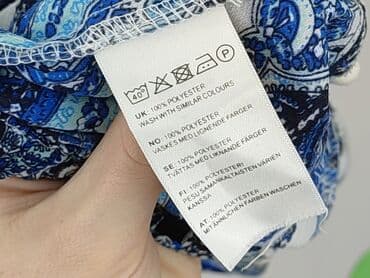 40°
P
UK: 100% POLYESTER
WASH WITH SIMILAR COLOURS
NO: 100% POLYESTER
VASKES MED LIGNENDE FARGER
SE: 100% POLYESTER
TVÄTTAS MED LIKNANDE FÄRGER
FI: 100% POLYESTERI
PESU SAMANKALTAISTEN VÄRIEN
KANSSA
AT: 100% POLYESTER
MIT ÄHNLICHEN FARBEN WASCHEN